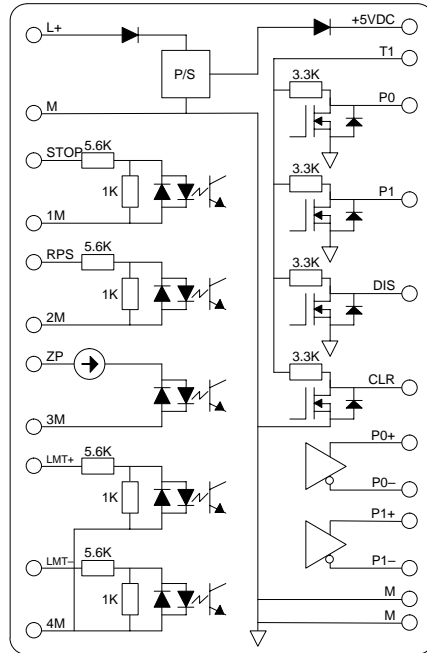 L+
+5VDC
T1
P/S
3.3K
P0
M
STOP
5.6K
1K
1M
3.3K
P1
RPS
5.6K
1K
2M
3.3K
DIS
ZP
3M
3.3K
CLR
LMT+
5.6K
1K
P0+
P0–
LMT–
5.6K
1K
4M
P1+
P1–
M
M